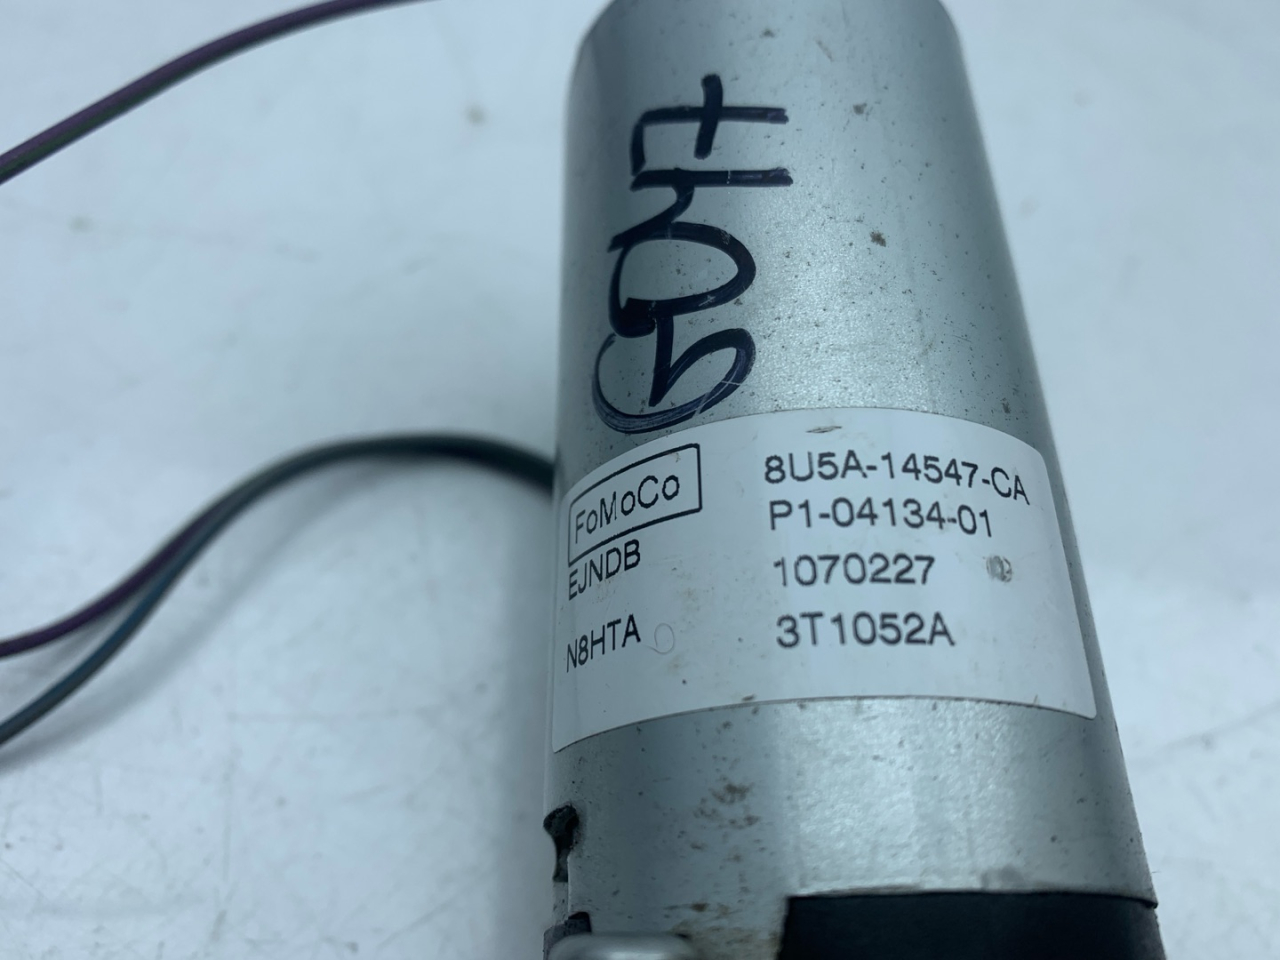 FoMoCo 8U5A-14547-CA
P1-04134-01
EJNDB 1070227
N8HTA 3T1052A